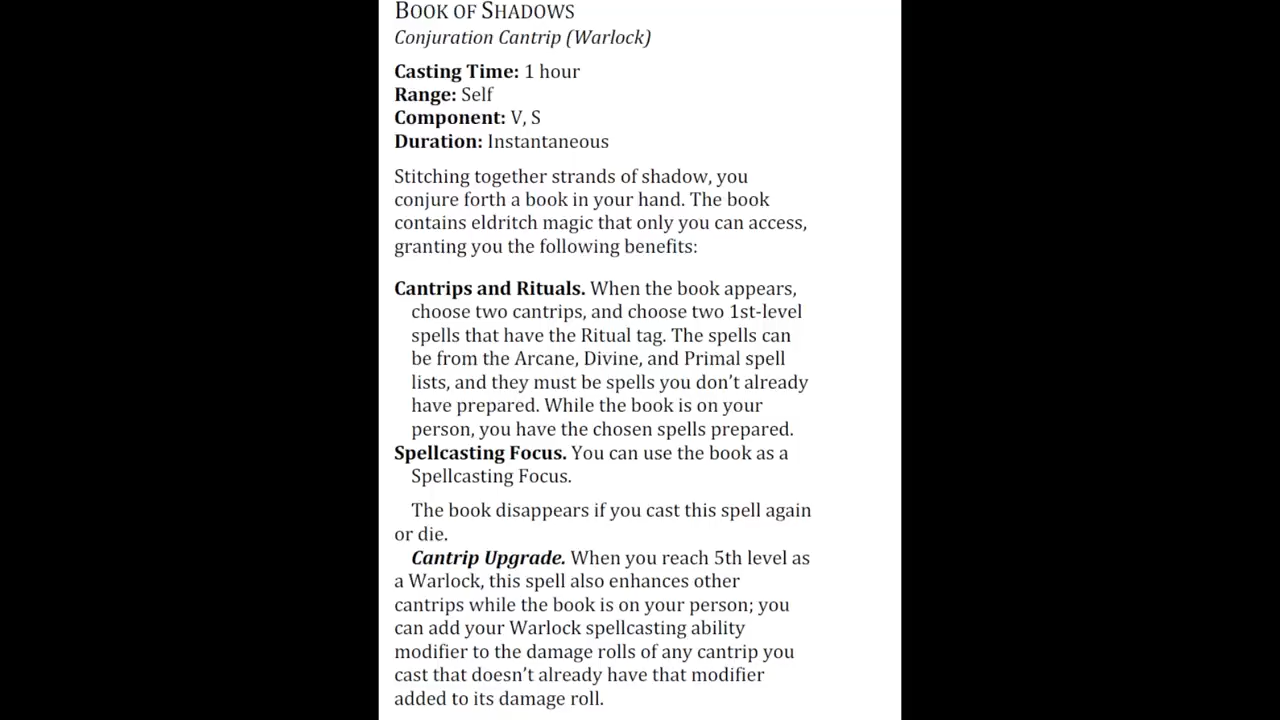 BOOK OF SHADOWS
Conjuration Cantrip (Warlock)
Casting Time: 1 hour
Range: Self
Component: V, S
Duration: Instantaneous
Stitching together strands of shadow, you
conjure forth a book in your hand. The book
contains eldritch magic that only you can access,
granting you the following benefits:
Cantrips and Rituals. When the book appears,
choose two cantrips, and choose two 1st-level
spells that have the Ritual tag. The spells can
be from the Arcane, Divine, and Primal spell
lists, and they must be spells you don’t already
have prepared. While the book is on your
person, you have the chosen spells prepared.
Spellcasting Focus. You can use the book as a
Spellcasting Focus.
The book disappears if you cast this spell again
or die.
Cantrip Upgrade. When you reach 5th level as
a Warlock, this spell also enhances other
cantrips while the book is on your person; you
can add your Warlock spellcasting ability
modifier to the damage rolls of any cantrip you
cast that doesn’t already have that modifier
added to its damage roll.